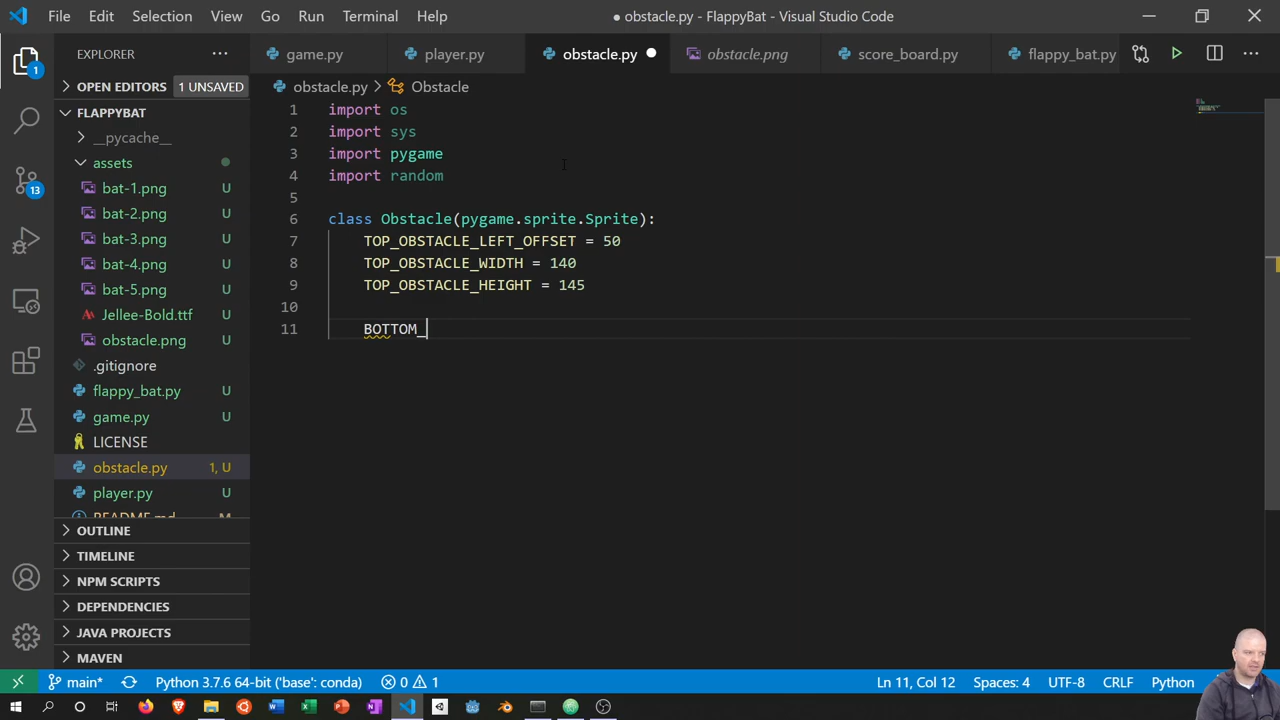 File Edit Selection View Go Run Terminal Help ● obstacle.py - FlappyBat - Visual Studio Code
EXPLORER ··· game.py player.py obstacle.py ● obstacle.png score_board.py flappy_bat.py ···
OPEN EDITORS 1 UNSAVED obstacle.py > Obstacle
FLAPPYBAT
__pycache__
assets
bat-1.png U
bat-2.png U
bat-3.png U
bat-4.png U
bat-5.png U
Jellee-Bold.ttf U
obstacle.png U
.gitignore
flappy_bat.py U
game.py U
LICENSE
obstacle.py 1, U
player.py U
README.md M
OUTLINE
TIMELINE
NPM SCRIPTS
DEPENDENCIES
JAVA PROJECTS
MAVEN
1
13
1 import os
2 import sys
3 import pygame
4 import random
5
6 class Obstacle(pygame.sprite.Sprite):
7 TOP_OBSTACLE_LEFT_OFFSET = 50
8 TOP_OBSTACLE_WIDTH = 140
9 TOP_OBSTACLE_HEIGHT = 145
10
11 BOTTOM_
main* Python 3.7.6 64-bit ('base': conda) 0 1 Ln 11, Col 12 Spaces: 4 UTF-8 CRLF Python